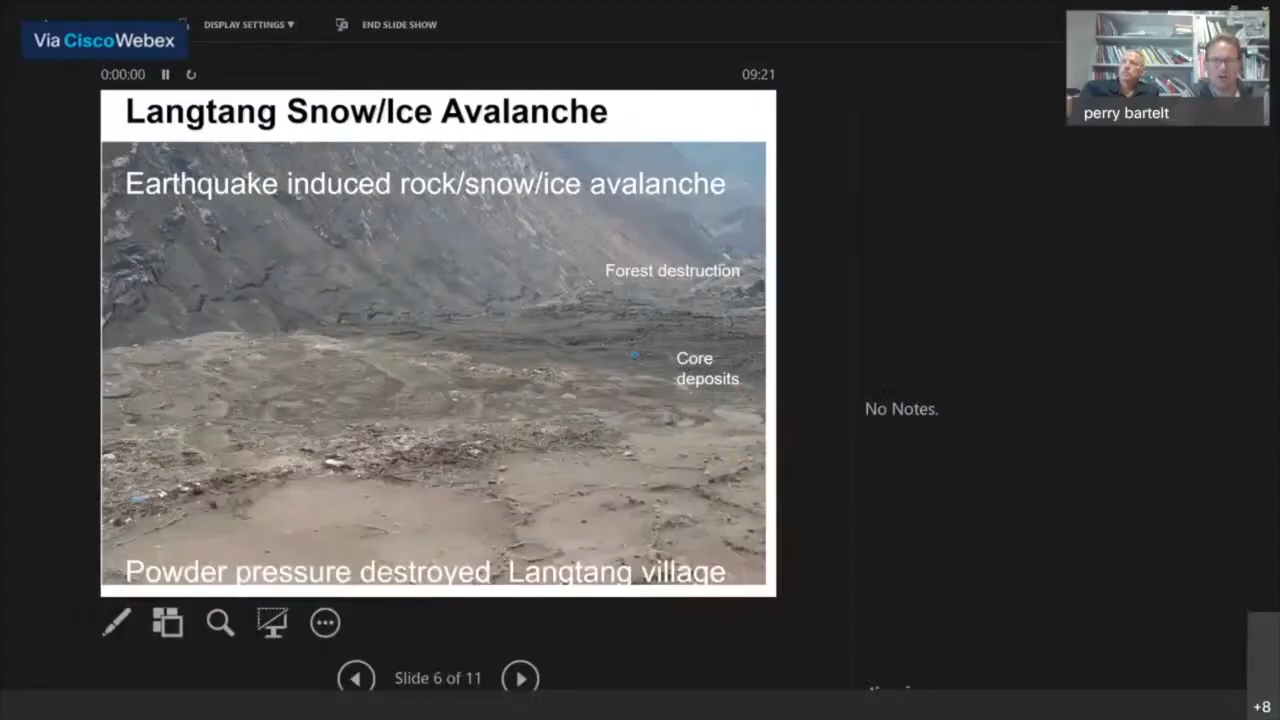 DISPLAY SETTINGS ▼
END SLIDE SHOW
Via CiscoWebex
0:00:00
09:21
perry bartelt
Langtang Snow/Ice Avalanche
Earthquake induced rock/snow/ice avalanche
Forest destruction
Core
deposits
No Notes.
Powder pressure destroyed Langtang village
Slide 6 of 11
+8